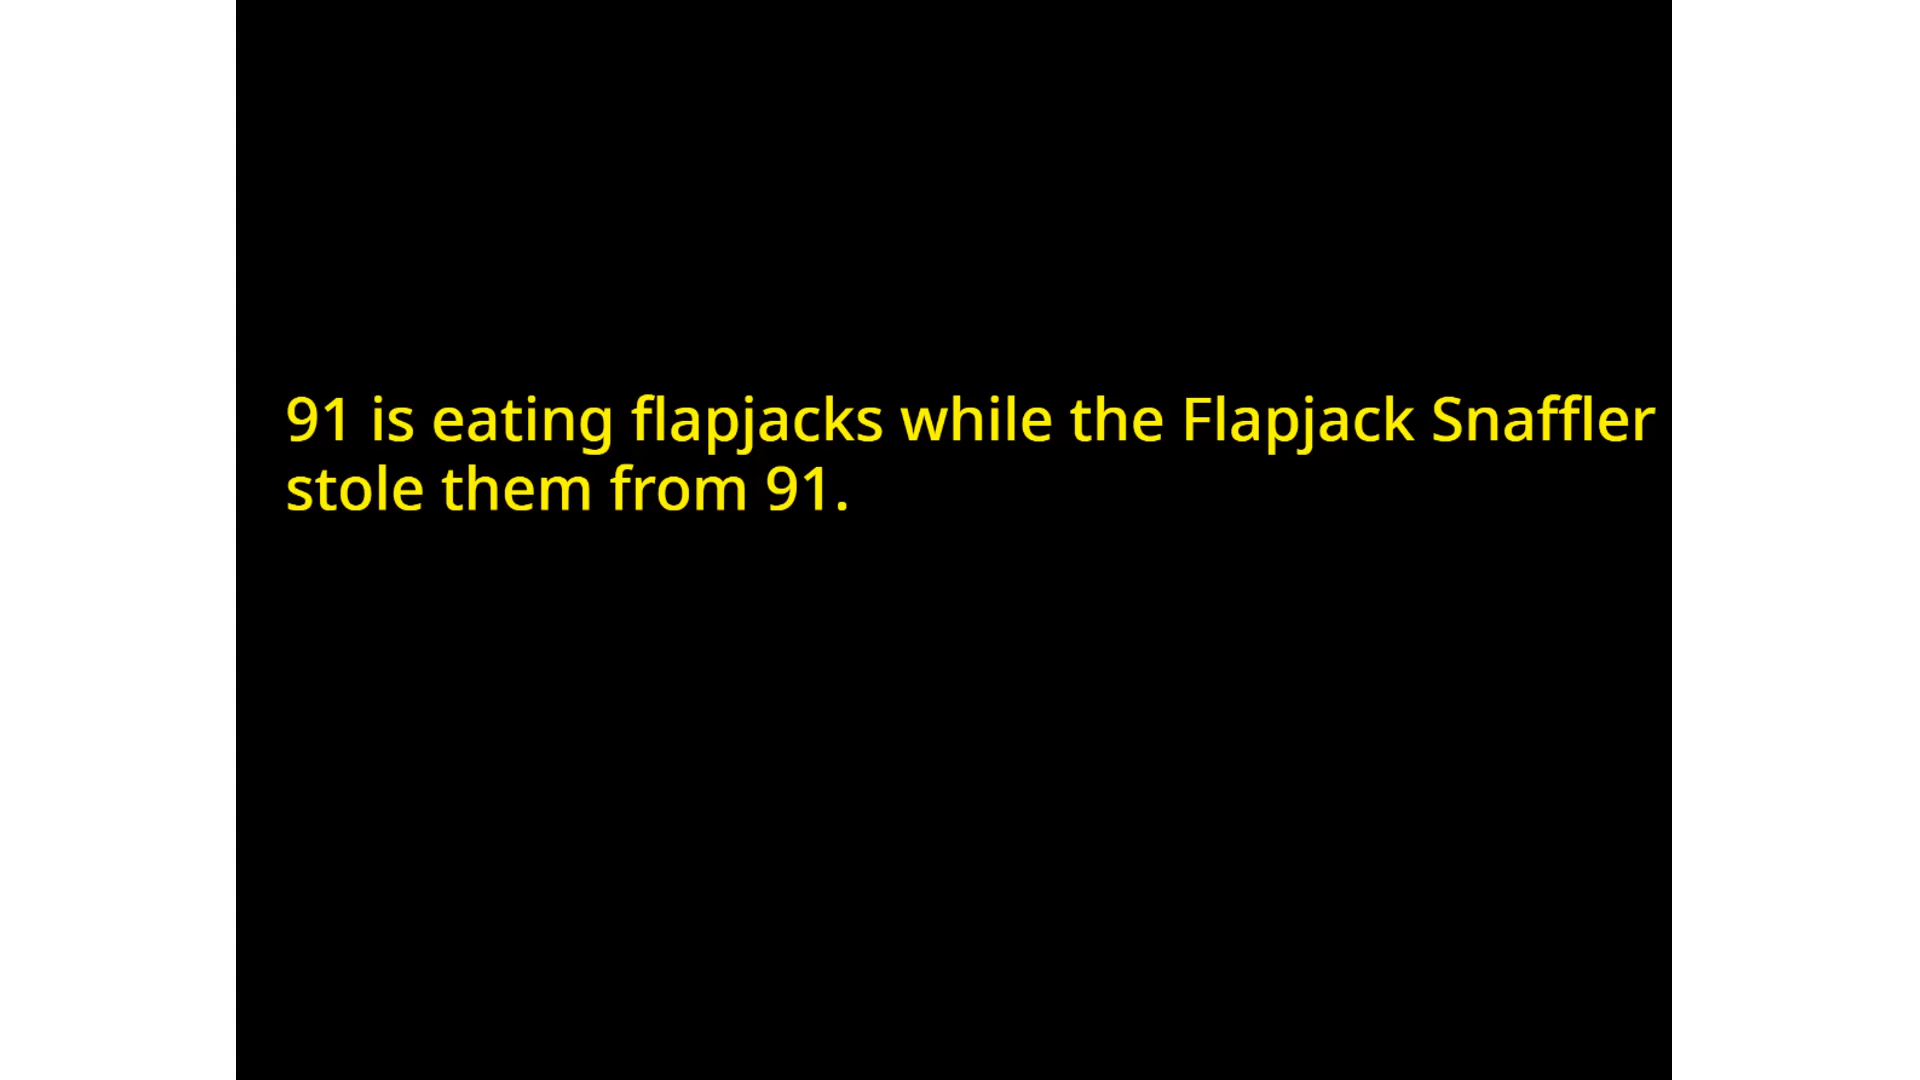 91 is eating flapjacks while the Flapjack Snaffler
stole them from 91.